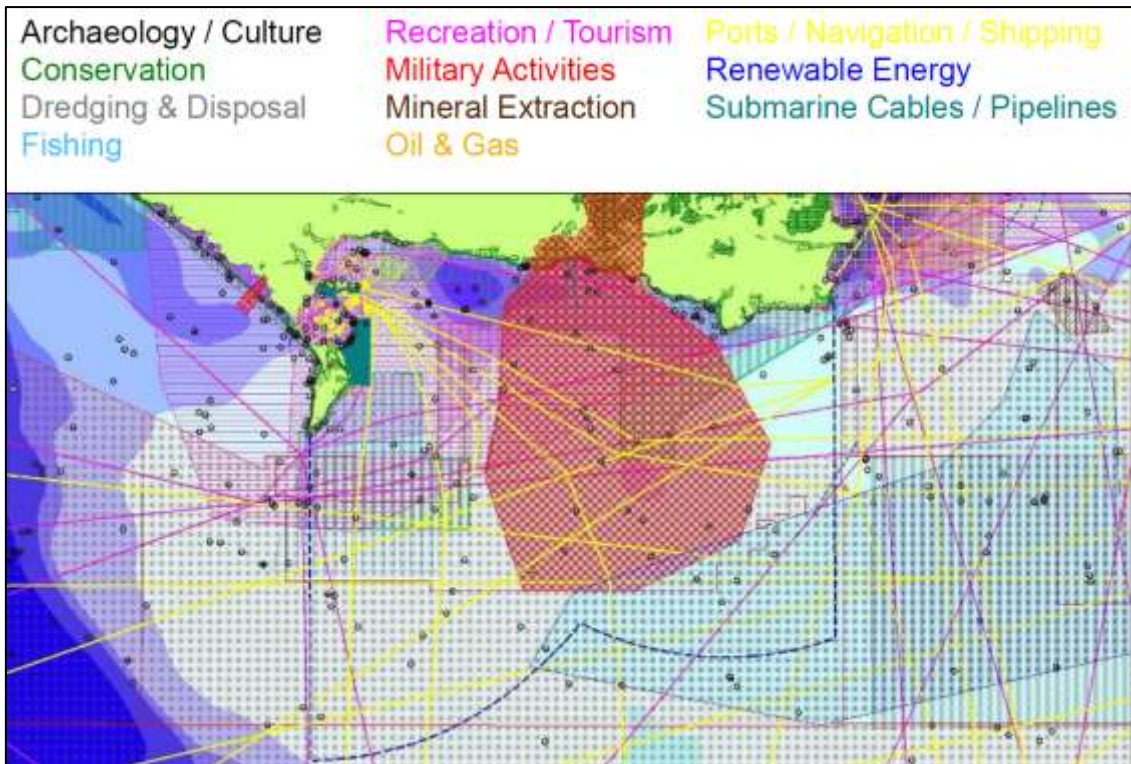 Archaeology / Culture
Conservation
Dredging & Disposal
Fishing
Recreation / Tourism
Military Activities
Mineral Extraction
Oil & Gas
Ports / Navigation / Shipping
Renewable Energy
Submarine Cables / Pipelines